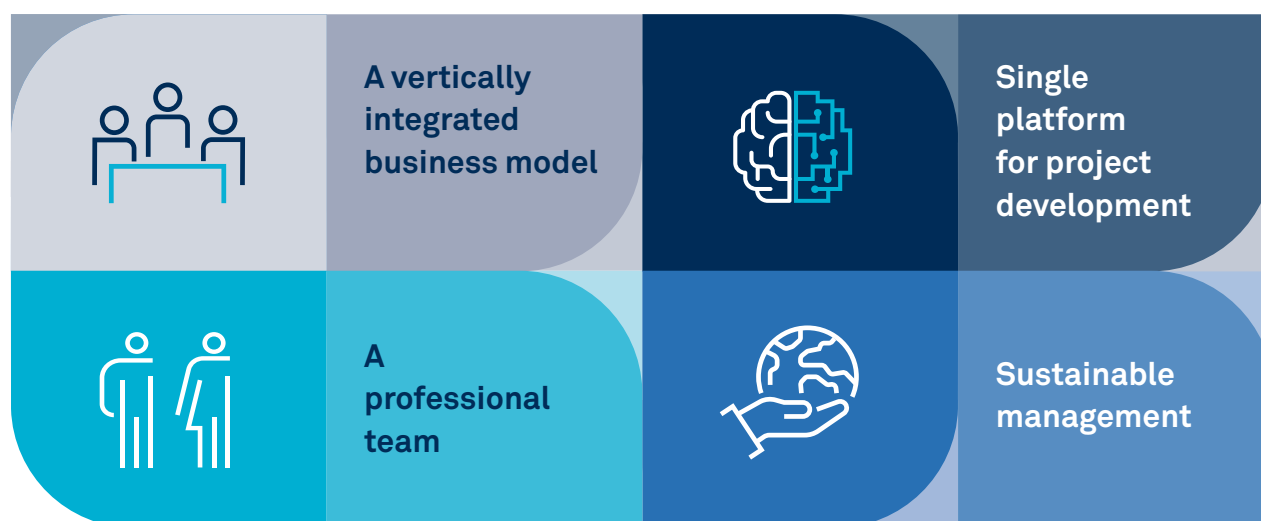 A vertically
integrated
business model
Single
platform
for project
development
A
professional
team
Sustainable
management